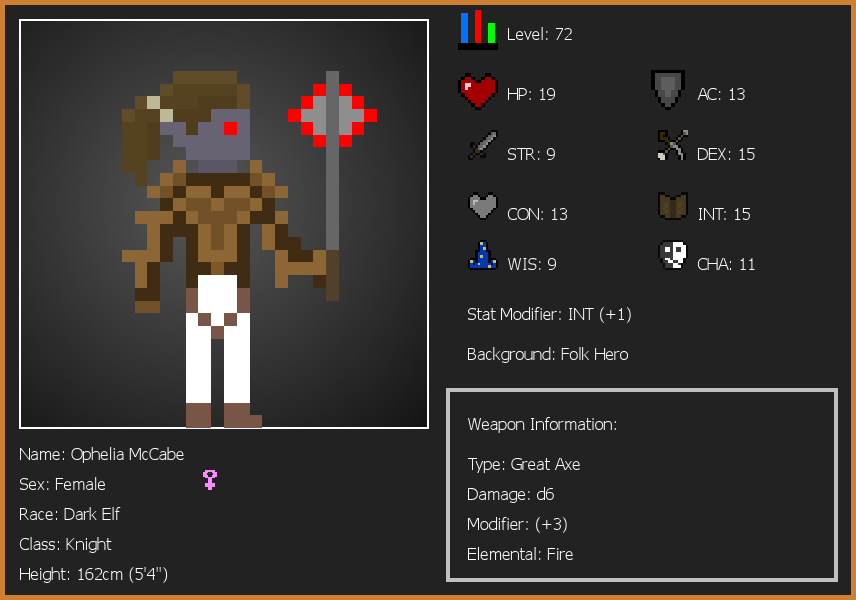 Level: 72
HP: 19
AC: 13
STR: 9
DEX: 15
CON: 13
INT: 15
WIS: 9
CHA: 11
Stat Modifier: INT (+1)
Background: Folk Hero
Weapon Information:
Type: Great Axe
Damage: d6
Modifier: (+3)
Elemental: Fire
Name: Ophelia McCabe
Sex: Female
Race: Dark Elf
Class: Knight
Height: 162cm (5'4")